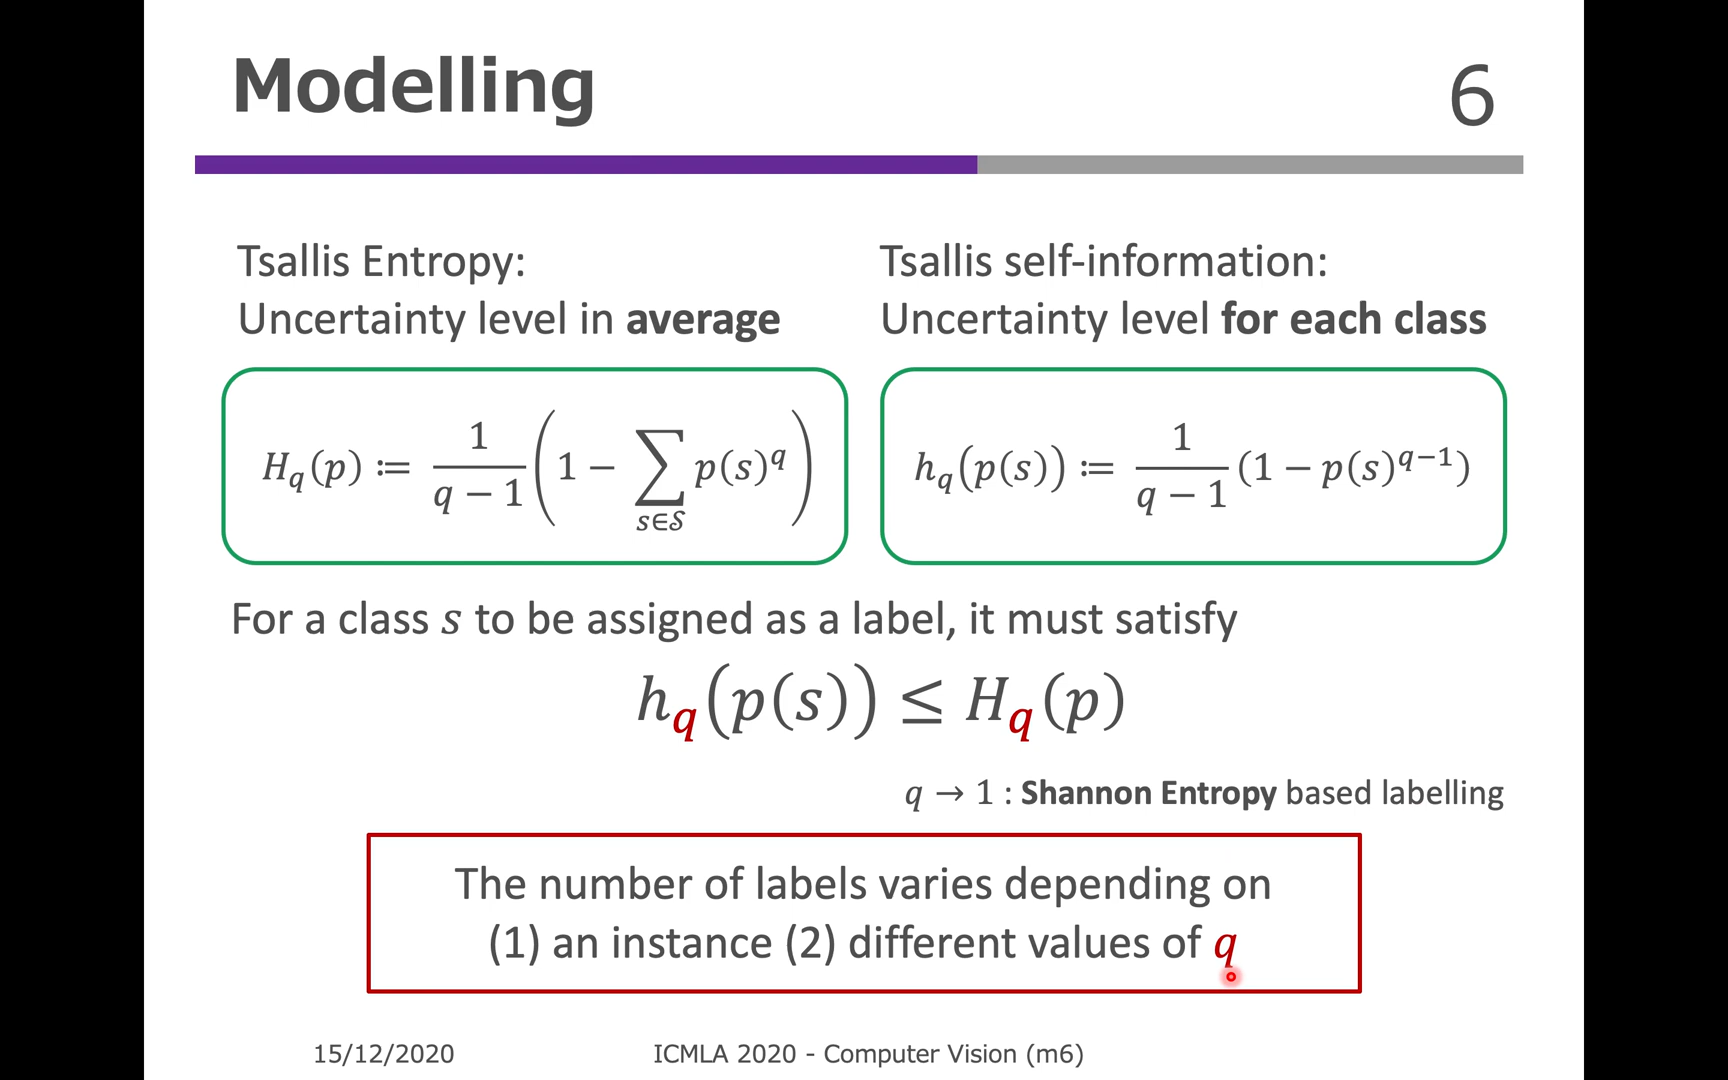 Modelling
6
Tsallis Entropy:
Uncertainty level in average
Tsallis self-information:
Uncertainty level for each class
H_q(p) ≔ \frac{1}{q − 1} ( 1 − \sum_{s∈𝒮} p(s)^q )
h_q(p(s)) ≔ \frac{1}{q − 1} (1 − p(s)^{q−1})
For a class s to be assigned as a label, it must satisfy
h_q(p(s)) ≤ H_q(p)
q → 1 : Shannon Entropy based labelling
The number of labels varies depending on
(1) an instance (2) different values of q
15/12/2020
ICMLA 2020 - Computer Vision (m6)